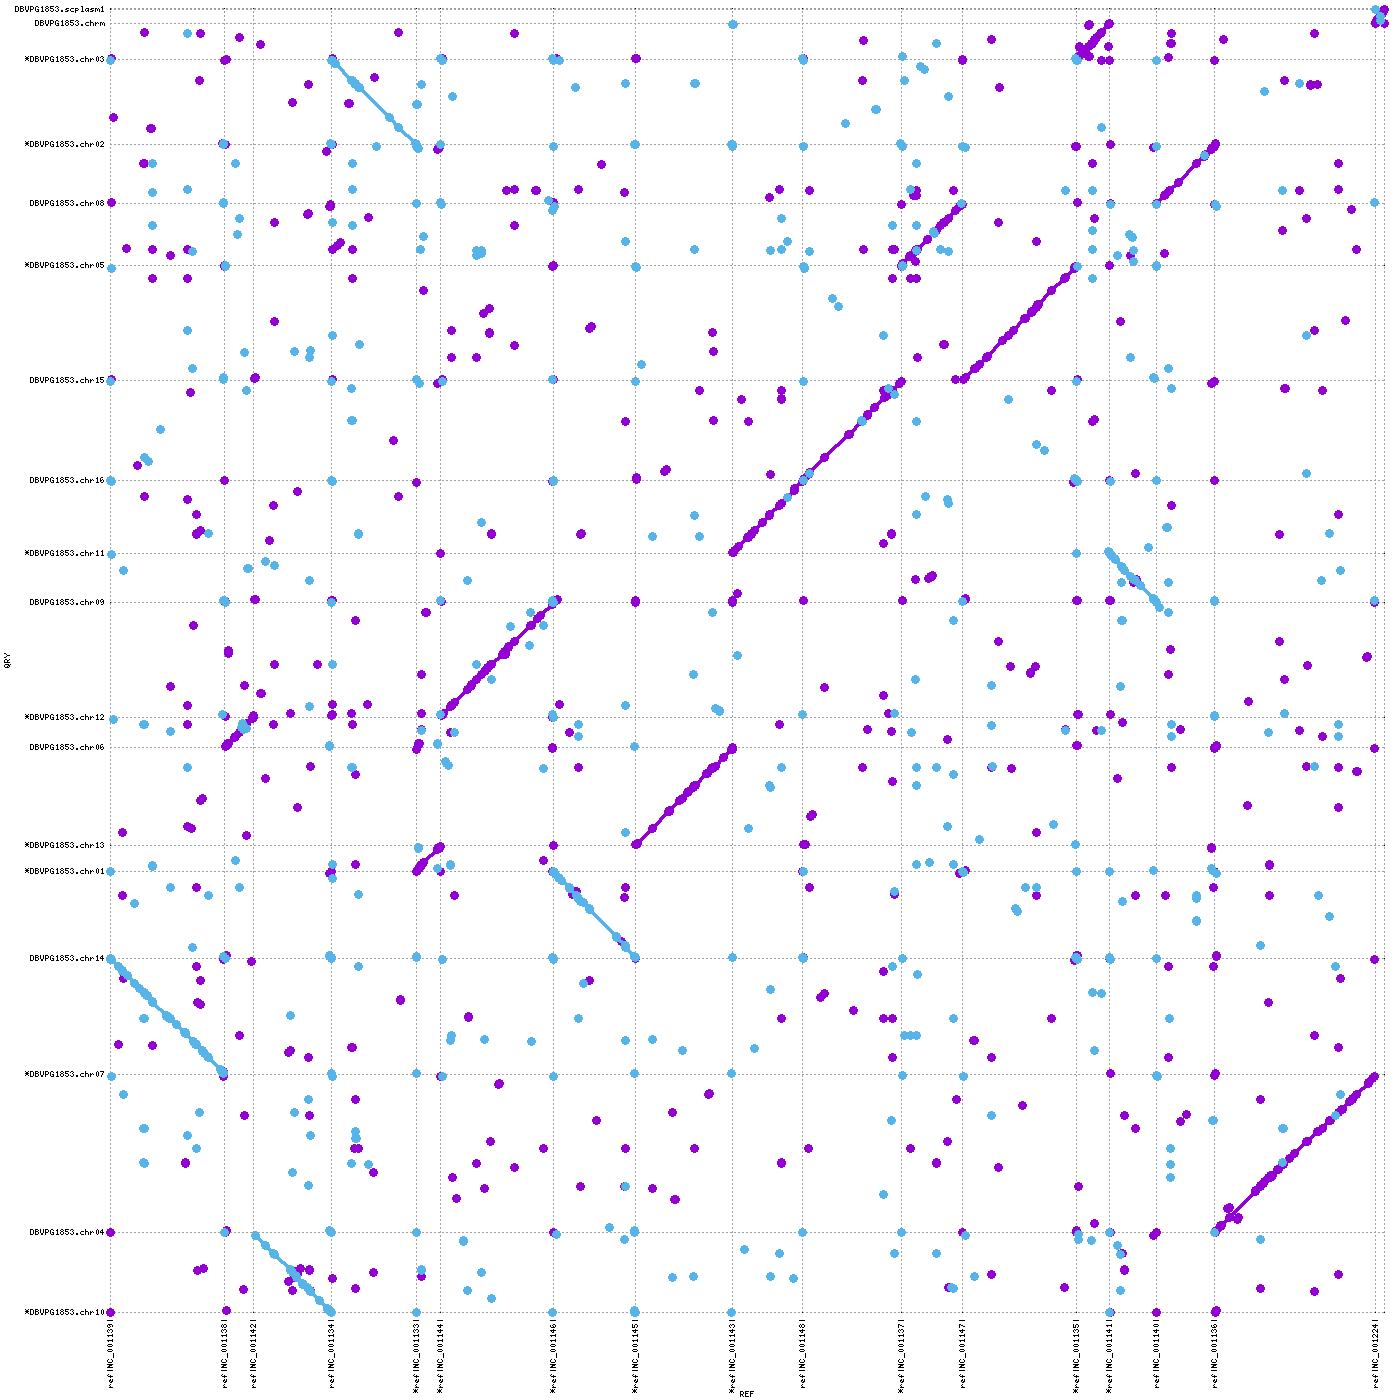 DBVPG1853.scplasm1
DBVPG1853.chrm
*DBVPG1853.chr03
*DBVPG1853.chr02
DBVPG1853.chr08
*DBVPG1853.chr05
DBVPG1853.chr15
DBVPG1853.chr16
*DBVPG1853.chr11
DBVPG1853.chr09
*DBVPG1853.chr12
DBVPG1853.chr06
*DBVPG1853.chr13
*DBVPG1853.chr01
DBVPG1853.chr14
*DBVPG1853.chr07
DBVPG1853.chr04
*DBVPG1853.chr10
QRY
ref|NC_001139|
ref|NC_001138|
ref|NC_001142|
ref|NC_001134|
*ref|NC_001133|
*ref|NC_001144|
*ref|NC_001146|
*ref|NC_001145|
*ref|NC_001143|
ref|NC_001148|
*ref|NC_001137|
ref|NC_001147|
*ref|NC_001135|
*ref|NC_001141|
ref|NC_001140|
ref|NC_001136|
*ref|NC_001224|
REF